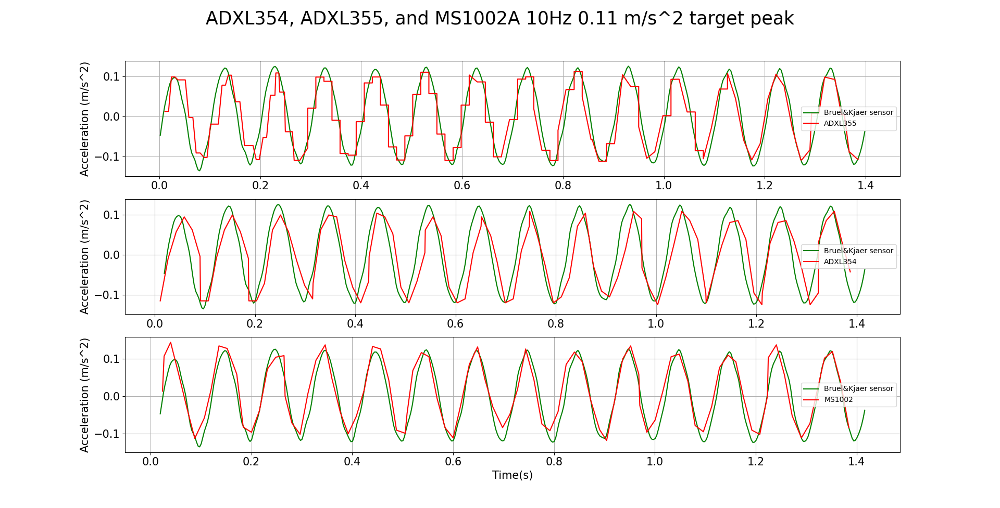 ADXL354, ADXL355, and MS1002A 10Hz 0.11 m/s^2 target peak
Acceleration (m/s^2)
0.1
0.0
−0.1
Bruel&Kjaer sensor
ADXL355
0.0 0.2 0.4 0.6 0.8 1.0 1.2 1.4
Acceleration (m/s^2)
0.1
0.0
−0.1
Bruel&Kjaer sensor
ADXL354
0.0 0.2 0.4 0.6 0.8 1.0 1.2 1.4
Acceleration (m/s^2)
0.1
0.0
−0.1
Bruel&Kjaer sensor
MS1002
0.0 0.2 0.4 0.6 0.8 1.0 1.2 1.4
Time(s)